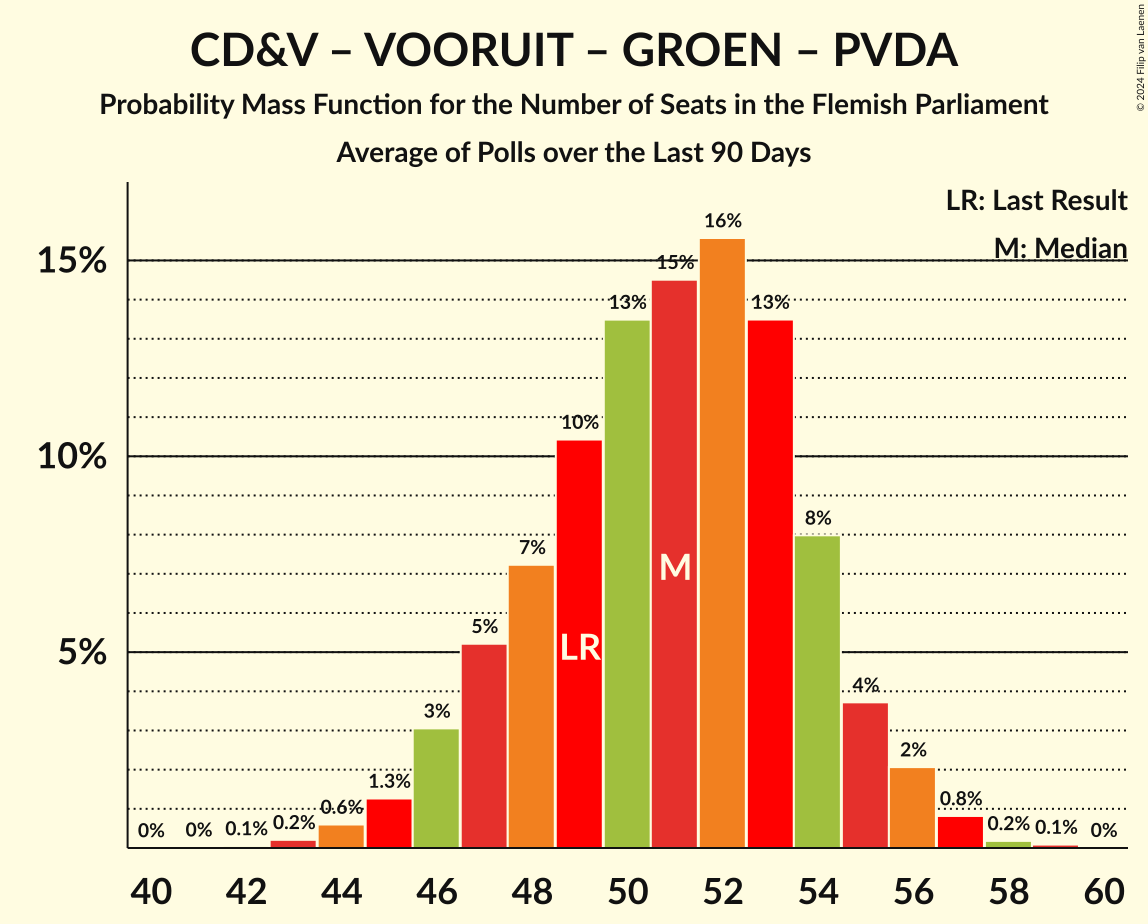 CD&V – VOORUIT – GROEN – PVDA
Probability Mass Function for the Number of Seats in the Flemish Parliament
Average of Polls over the Last 90 Days
© 2024 Filip van Laenen
LR: Last Result
M: Median
15%
10%
5%
0% 0% 0.1% 0.2% 0.6% 1.3% 3% 5% 7% 10% 13% 15% 16% 13% 8% 4% 2% 0.8% 0.2% 0.1% 0%
LR
M
40 42 44 46 48 50 52 54 56 58 60